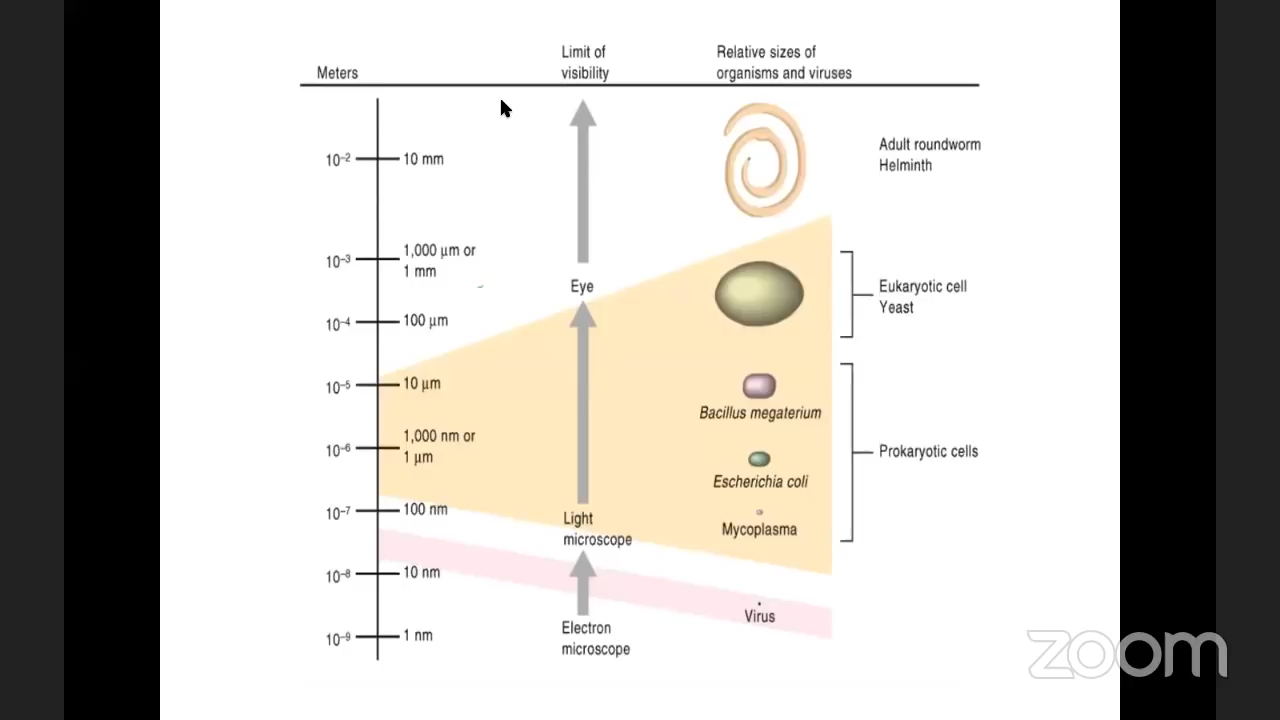 Meters
Limit of
visibility
Relative sizes of
organisms and viruses
10⁻² 10 mm
Adult roundworm
Helminth
10⁻³ 1,000 μm or
1 mm
Eye
Eukaryotic cell
Yeast
10⁻⁴ 100 μm
10⁻⁵ 10 μm
Bacillus megaterium
10⁻⁶ 1,000 nm or
1 μm
Prokaryotic cells
Escherichia coli
10⁻⁷ 100 nm
Light
microscope
Mycoplasma
10⁻⁸ 10 nm
Virus
10⁻⁹ 1 nm
Electron
microscope
zoom